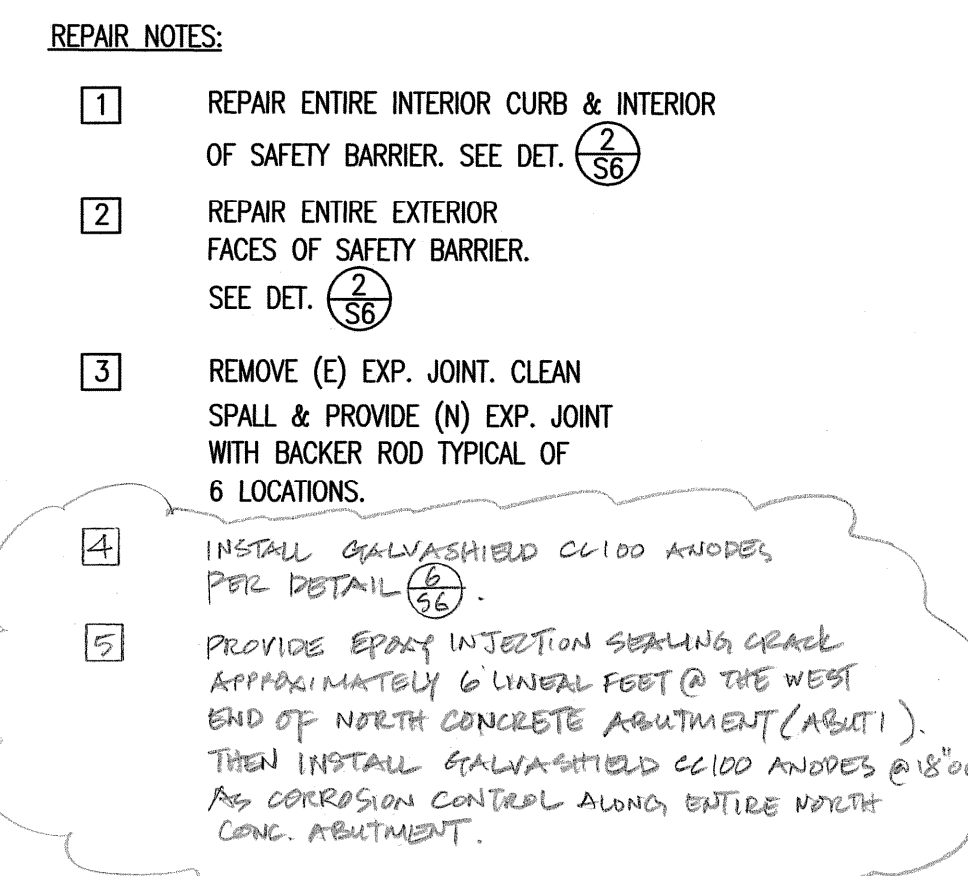 REPAIR NOTES:
1 REPAIR ENTIRE INTERIOR CURB & INTERIOR
OF SAFETY BARRIER. SEE DET. 2/S6
2 REPAIR ENTIRE EXTERIOR
FACES OF SAFETY BARRIER.
SEE DET. 2/S6
3 REMOVE (E) EXP. JOINT. CLEAN
SPALL & PROVIDE (N) EXP. JOINT
WITH BACKER ROD TYPICAL OF
6 LOCATIONS.
4 INSTALL GALVASHIELD CC100 ANODES
PER DETAIL 6/S6.
5 PROVIDE EPOXY INJECTION SEALING CRACK
APPROXIMATELY 6 LINEAL FEET @ THE WEST
END OF NORTH CONCRETE ABUTMENT (ABUT1).
THEN INSTALL GALVASHIELD CC100 ANODES @ 18"
AS CORROSION CONTROL ALONG ENTIRE NORTH
CONC. ABUTMENT.